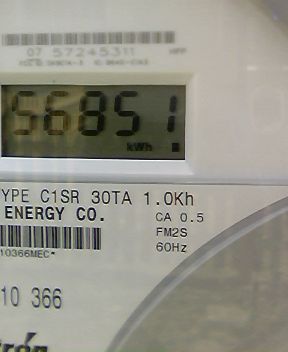 07 57245311
56851
kWh
YPE C1SR 30TA 1.0Kh
ENERGY CO.
CA 0.5
FM2S
60Hz
10366MEC*
10 366
trón